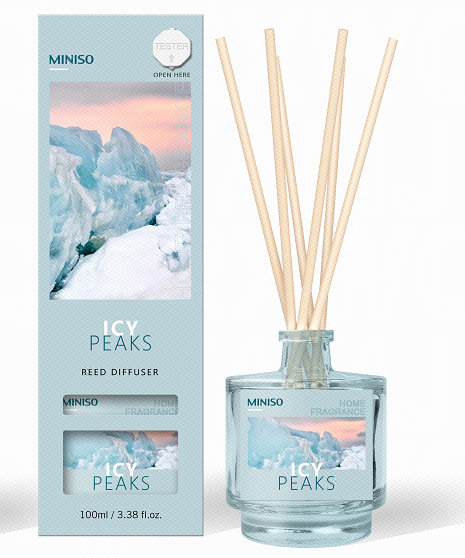 MINISO
TESTER
OPEN HERE
ICY
PEAKS
REED DIFFUSER
MINISO
HOME
FRAGRANCE
ICY
PEAKS
100ml / 3.38 fl.oz.
MINISO
HOME
FRAGRANCE
ICY
PEAKS